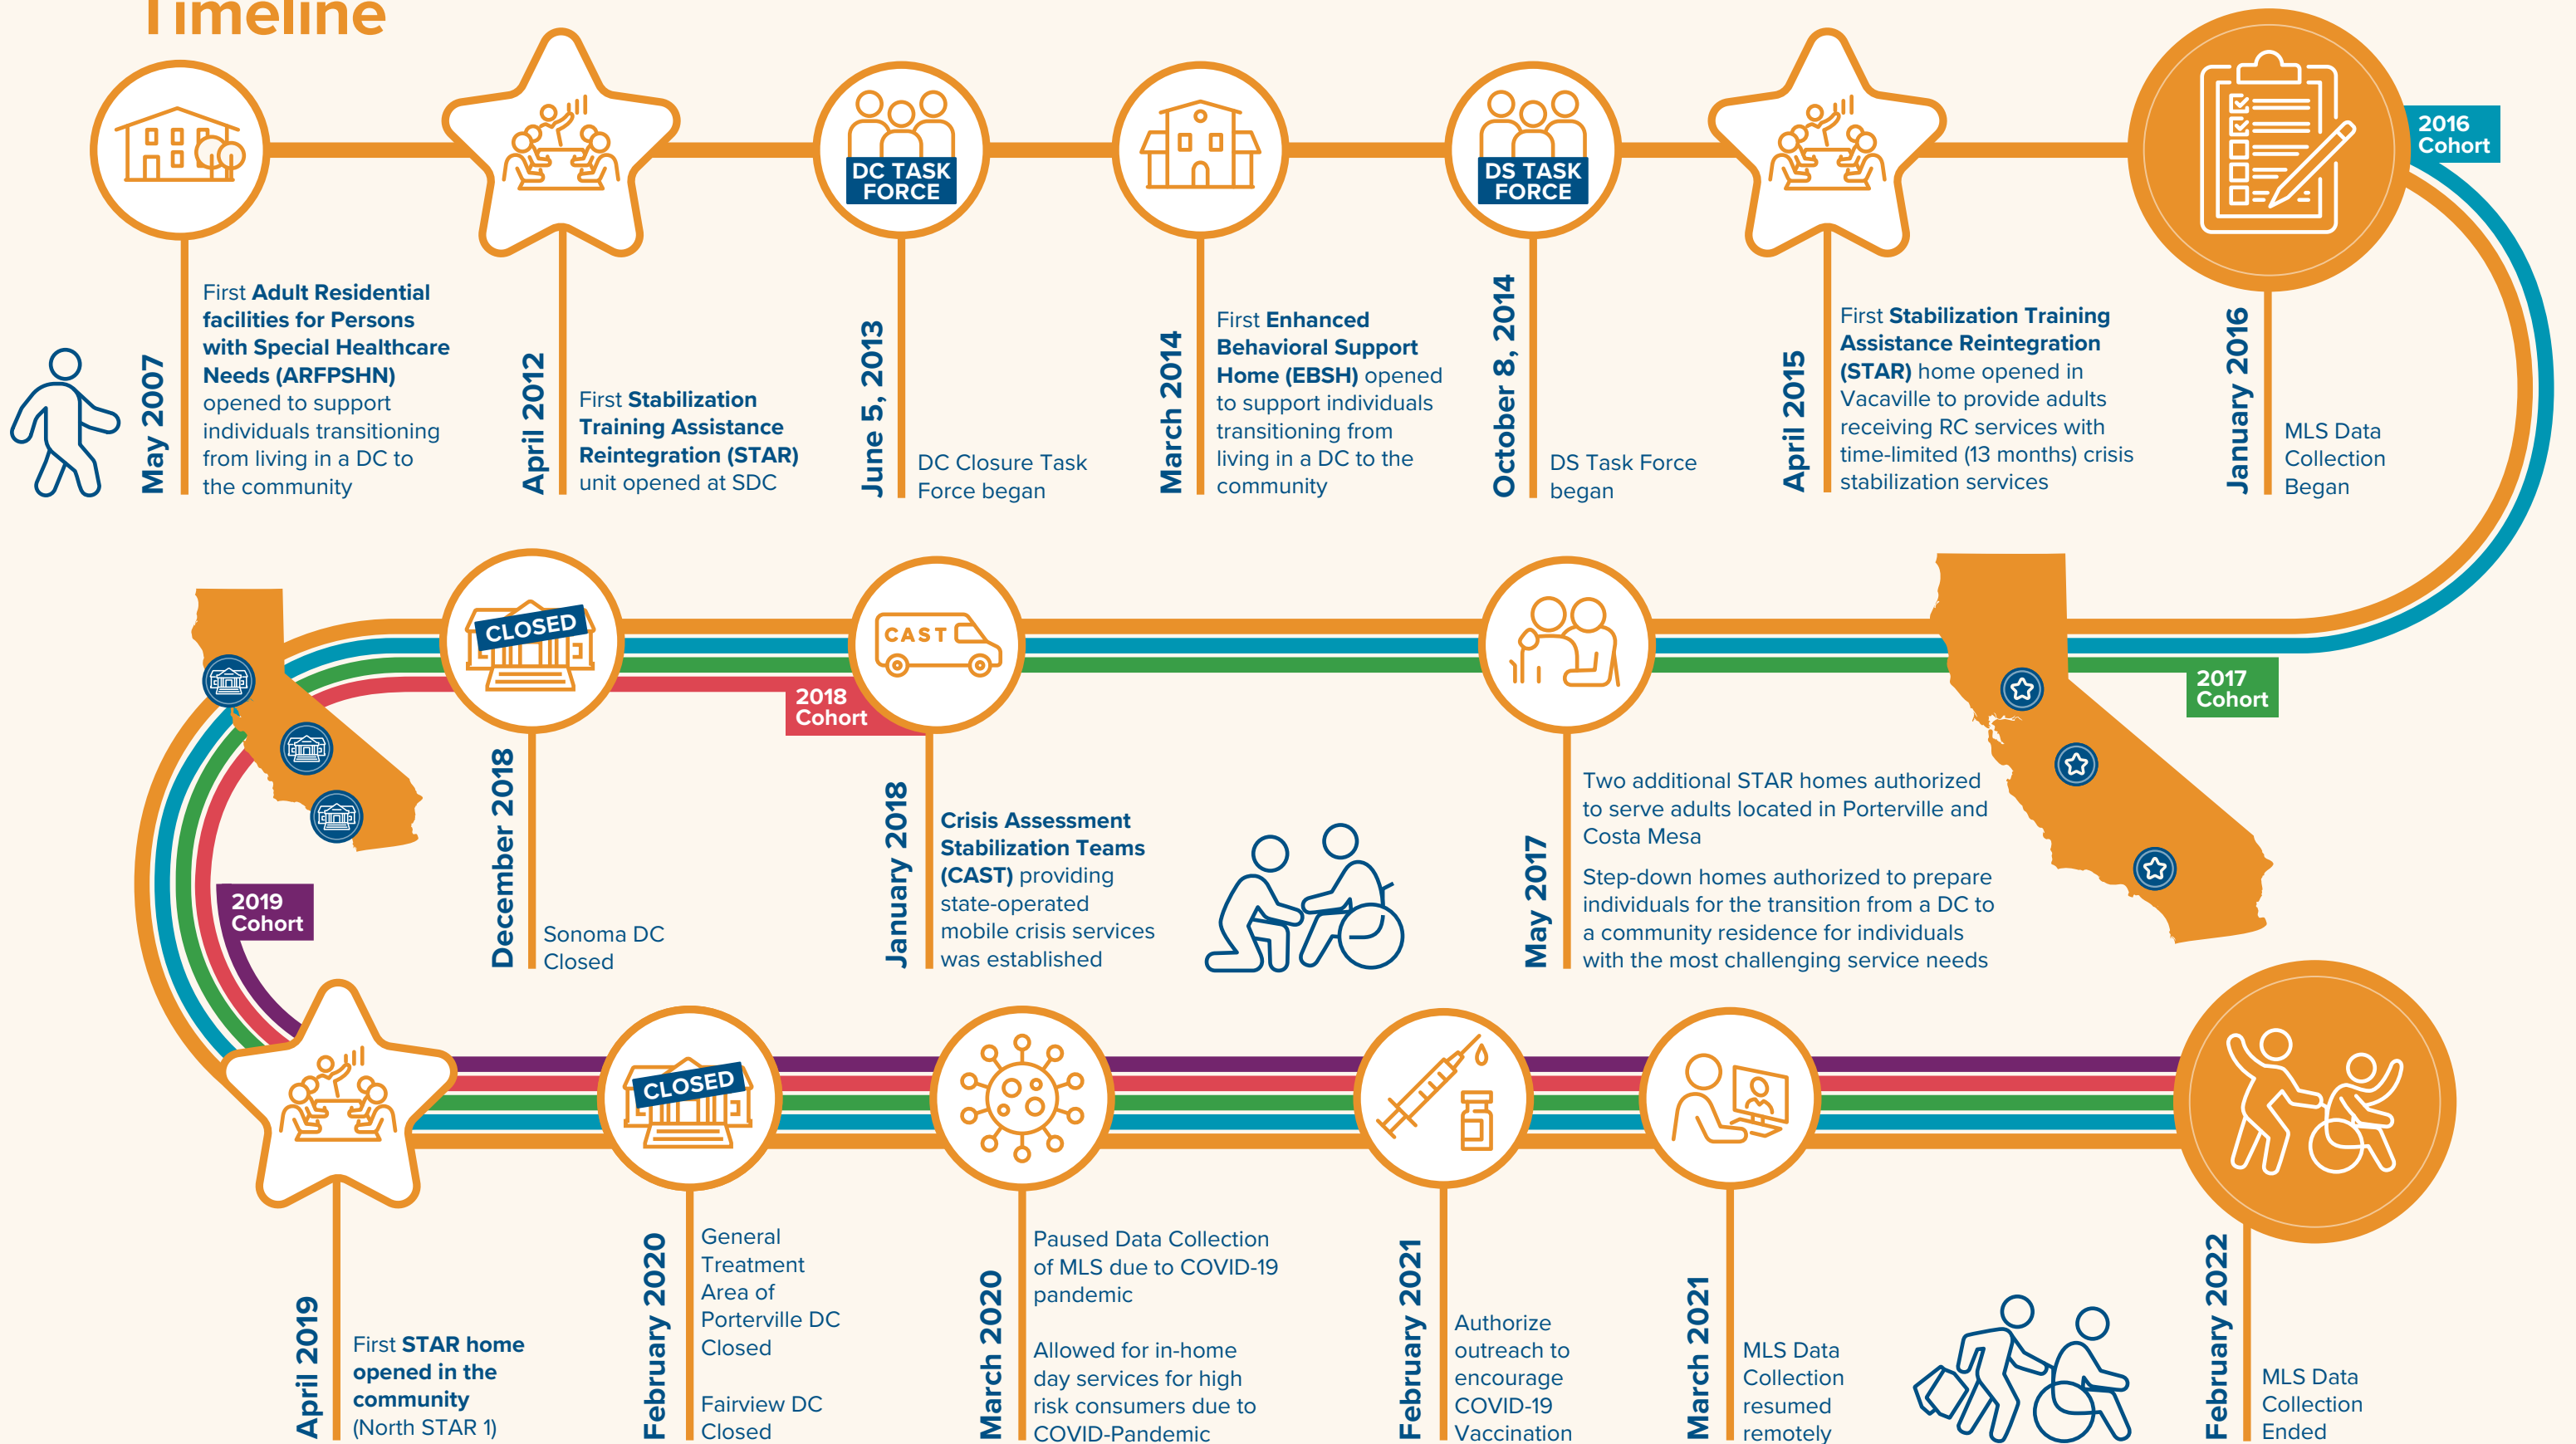 Timeline
DC TASK
FORCE
DS TASK
FORCE
2016
Cohort
May 2007
First Adult Residential
facilities for Persons
with Special Healthcare
Needs (ARFPSHN)
opened to support
individuals transitioning
from living in a DC to
the community
April 2012
First Stabilization
Training Assistance
Reintegration (STAR)
unit opened at SDC
June 5, 2013
DC Closure Task
Force began
March 2014
First Enhanced
Behavioral Support
Home (EBSH) opened
to support individuals
transitioning from
living in a DC to the
community
October 8, 2014
DS Task Force
began
April 2015
First Stabilization Training
Assistance Reintegration
(STAR) home opened in
Vacaville to provide adults
receiving RC services with
time-limited (13 months) crisis
stabilization services
January 2016
MLS Data
Collection
Began
2017
Cohort
May 2017
Two additional STAR homes authorized
to serve adults located in Porterville and
Costa Mesa
Step-down homes authorized to prepare
individuals for the transition from a DC to
a community residence for individuals
with the most challenging service needs
CAST
2018
Cohort
January 2018
Crisis Assessment
Stabilization Teams
(CAST) providing
state-operated
mobile crisis services
was established
CLOSED
December 2018
Sonoma DC
Closed
2019
Cohort
April 2019
First STAR home
opened in the
community
(North STAR 1)
CLOSED
February 2020
General
Treatment
Area of
Porterville DC
Closed
Fairview DC
Closed
March 2020
Paused Data Collection
of MLS due to COVID-19
pandemic
Allowed for in-home
day services for high
risk consumers due to
COVID-Pandemic
February 2021
Authorize
outreach to
encourage
COVID-19
Vaccination
March 2021
MLS Data
Collection
resumed
remotely
February 2022
MLS Data
Collection
Ended